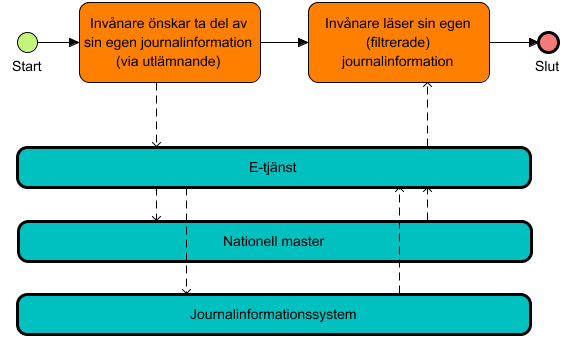 Invånare önskar ta del av
sin egen journalinformation
(via utlämnande)
Invånare läser sin egen
(filtrerade)
journalinformation
Start
Slut
E-tjänst
Nationell master
Journalinformationssystem